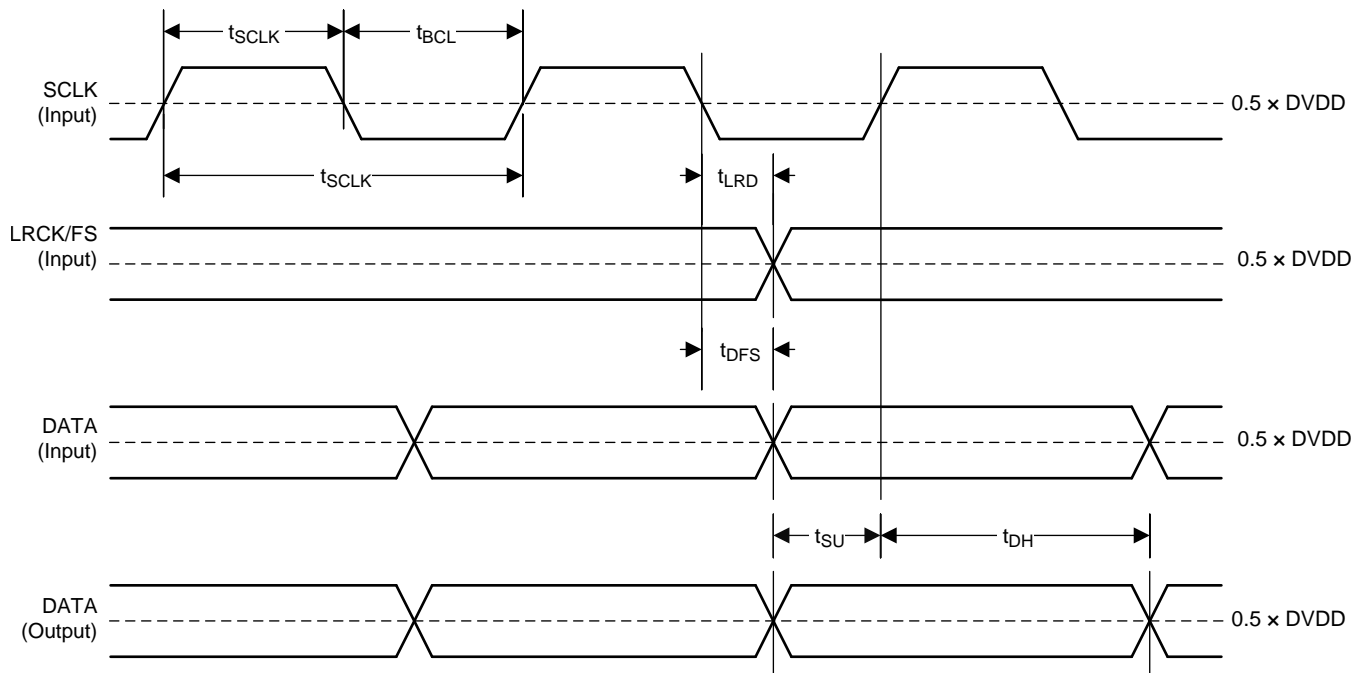 tSCLK
tBCL
SCLK
(Input)
0.5 × DVDD
tSCLK
tLRD
LRCK/FS
(Input)
0.5 × DVDD
tDFS
DATA
(Input)
0.5 × DVDD
tSU
tDH
DATA
(Output)
0.5 × DVDD